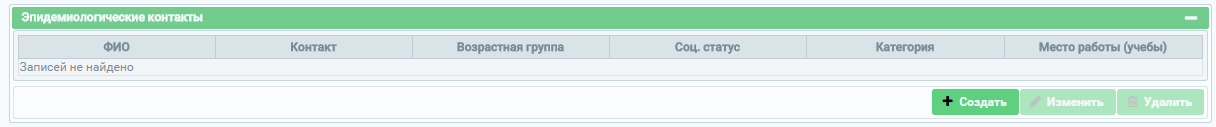 Эпидемиологические контакты
ФИО Контакт Возрастная группа Соц. статус Категория Место работы (учебы)
Записей не найдено
Создать Изменить Удалить